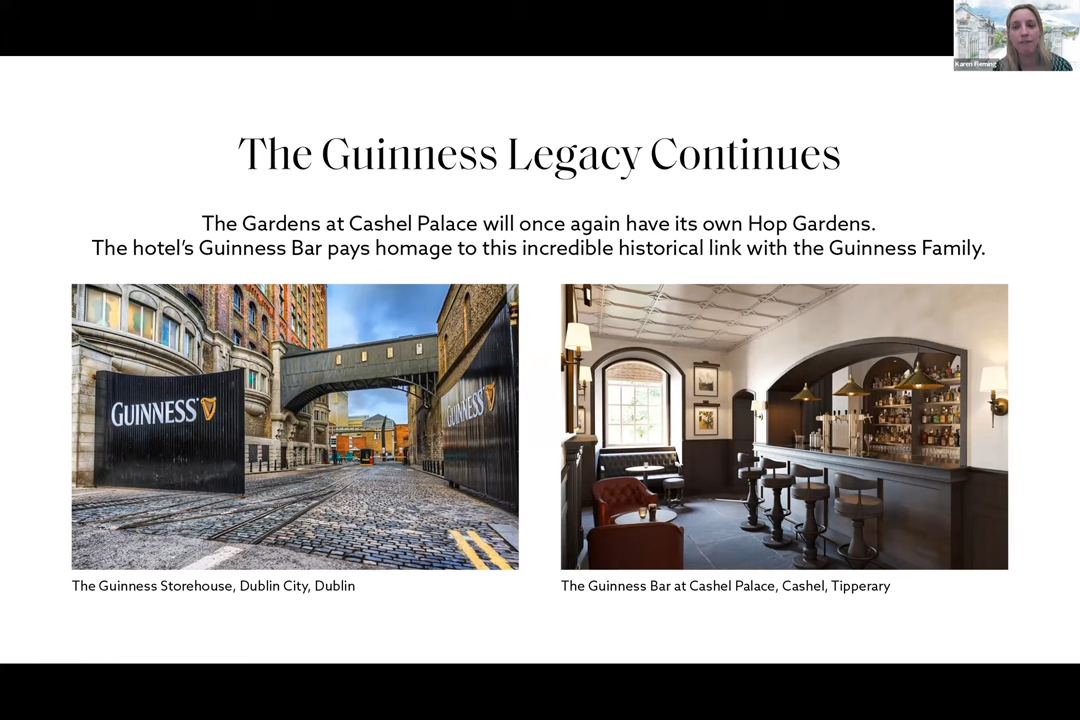 Karen Fleming
The Guinness Legacy Continues
The Gardens at Cashel Palace will once again have its own Hop Gardens.
The hotel's Guinness Bar pays homage to this incredible historical link with the Guinness Family.
GUINNESS
GUINNESS
The Guinness Storehouse, Dublin City, Dublin
The Guinness Bar at Cashel Palace, Cashel, Tipperary